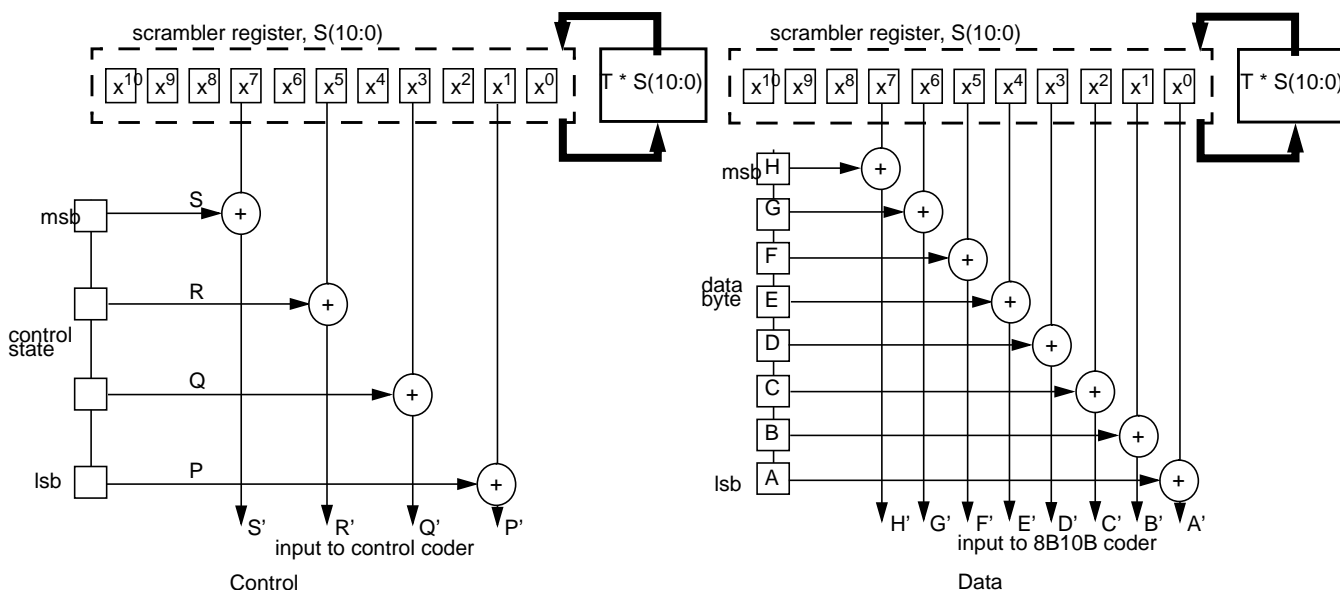 scrambler register, S(10:0)
x10 x9 x8 x7 x6 x5 x4 x3 x2 x1 x0
T * S(10:0)
msb
S
+
R
+
control
state
Q
+
lsb
P
+
S’ R’ Q’ P’
input to control coder
Control
scrambler register, S(10:0)
x10 x9 x8 x7 x6 x5 x4 x3 x2 x1 x0
T * S(10:0)
msb H
+
G
+
F
+
data
byte
E
+
D
+
C
+
B
+
lsb A
+
H’ G’ F’ E’ D’ C’ B’ A’
input to 8B10B coder
Data